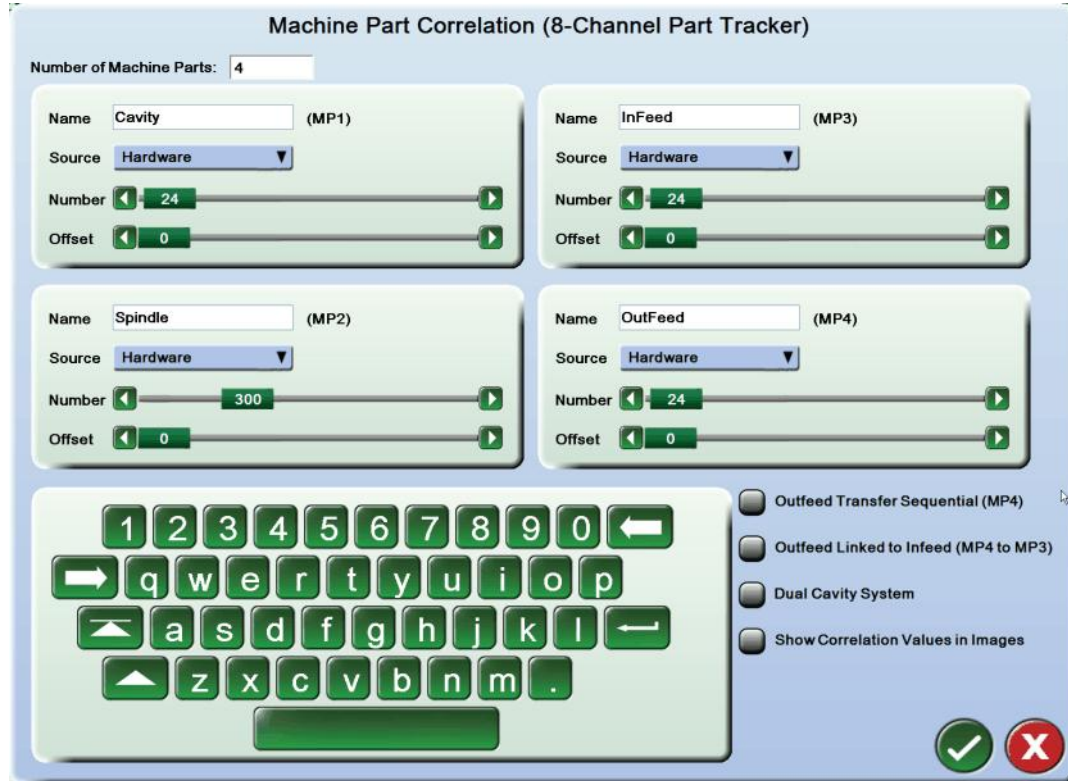 Machine Part Correlation (8-Channel Part Tracker)
Number of Machine Parts: 4
Name Cavity (MP1)
Source Hardware
Number 24
Offset 0
Name InFeed (MP3)
Source Hardware
Number 24
Offset 0
Name Spindle (MP2)
Source Hardware
Number 300
Offset 0
Name OutFeed (MP4)
Source Hardware
Number 24
Offset 0
1 2 3 4 5 6 7 8 9 0
q w e r t y u i o p
a s d f g h j k l
z x c v b n m .
Outfeed Transfer Sequential (MP4)
Outfeed Linked to Infeed (MP4 to MP3)
Dual Cavity System
Show Correlation Values in Images
X